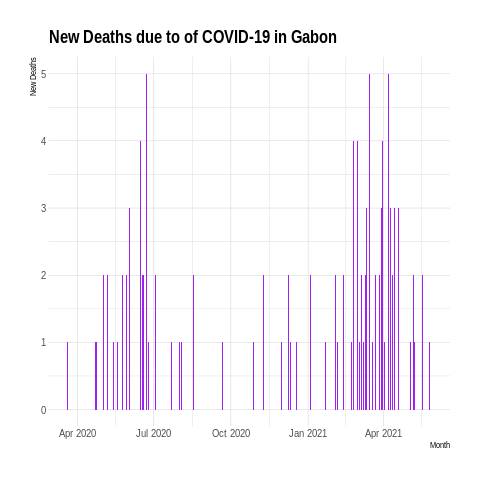 New Deaths due to of COVID-19 in Gabon
New Deaths
5
4
3
2
1
0
Apr 2020 Jul 2020 Oct 2020 Jan 2021 Apr 2021
Month